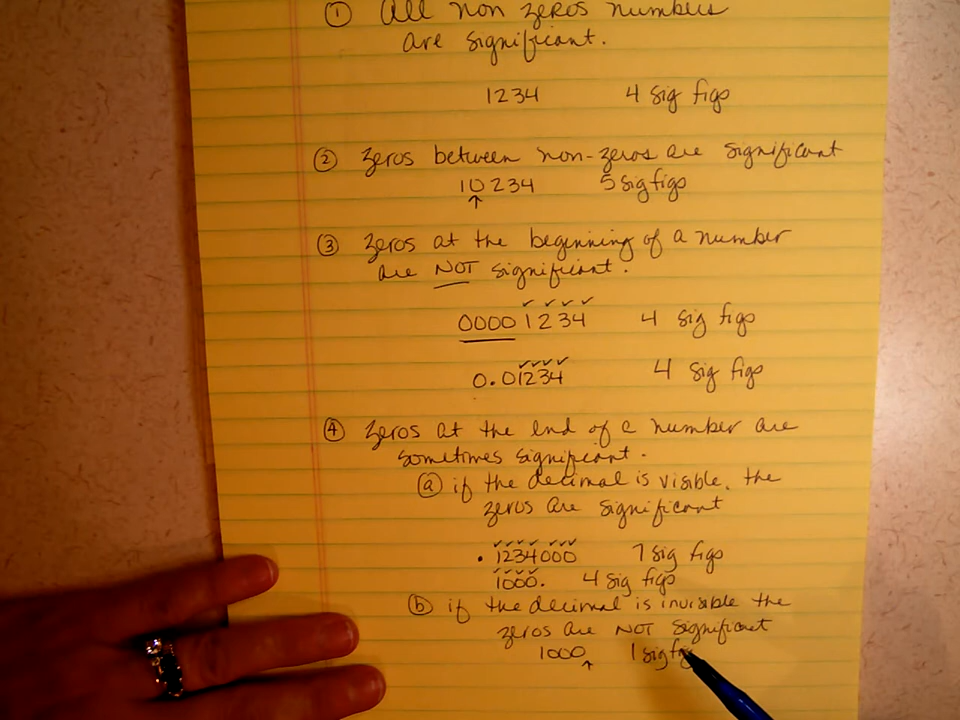 ① All non zeros numbers
are significant.
1234 4 sig figs
② Zeros between non-zeros are significant
10234 5 sig figs
↑
③ Zeros at the beginning of a number
are NOT significant.
00001234 4 sig figs
0.01234 4 sig figs
④ Zeros at the end of a number are
sometimes significant.
ⓐ if the decimal is visible, the
zeros are significant
.1234000 7 sig figs
1000. 4 sig figs
ⓑ if the decimal is invisible the
zeros are NOT significant
1000 1 sig figs
↑